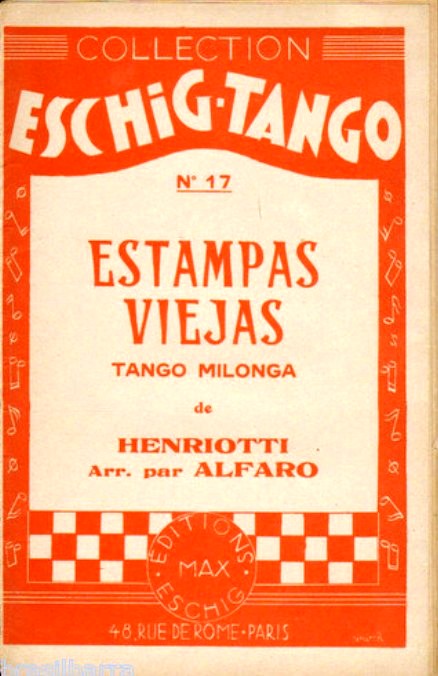 COLLECTION
ESCHiG-TANGO
N° 17
ESTAMPAS
VIEJAS
TANGO MILONGA
de
HENRIOTTI
Arr. par ALFARO
ÉDITIONS
MAX
ESCHIG
48, RUE DE ROME - PARIS